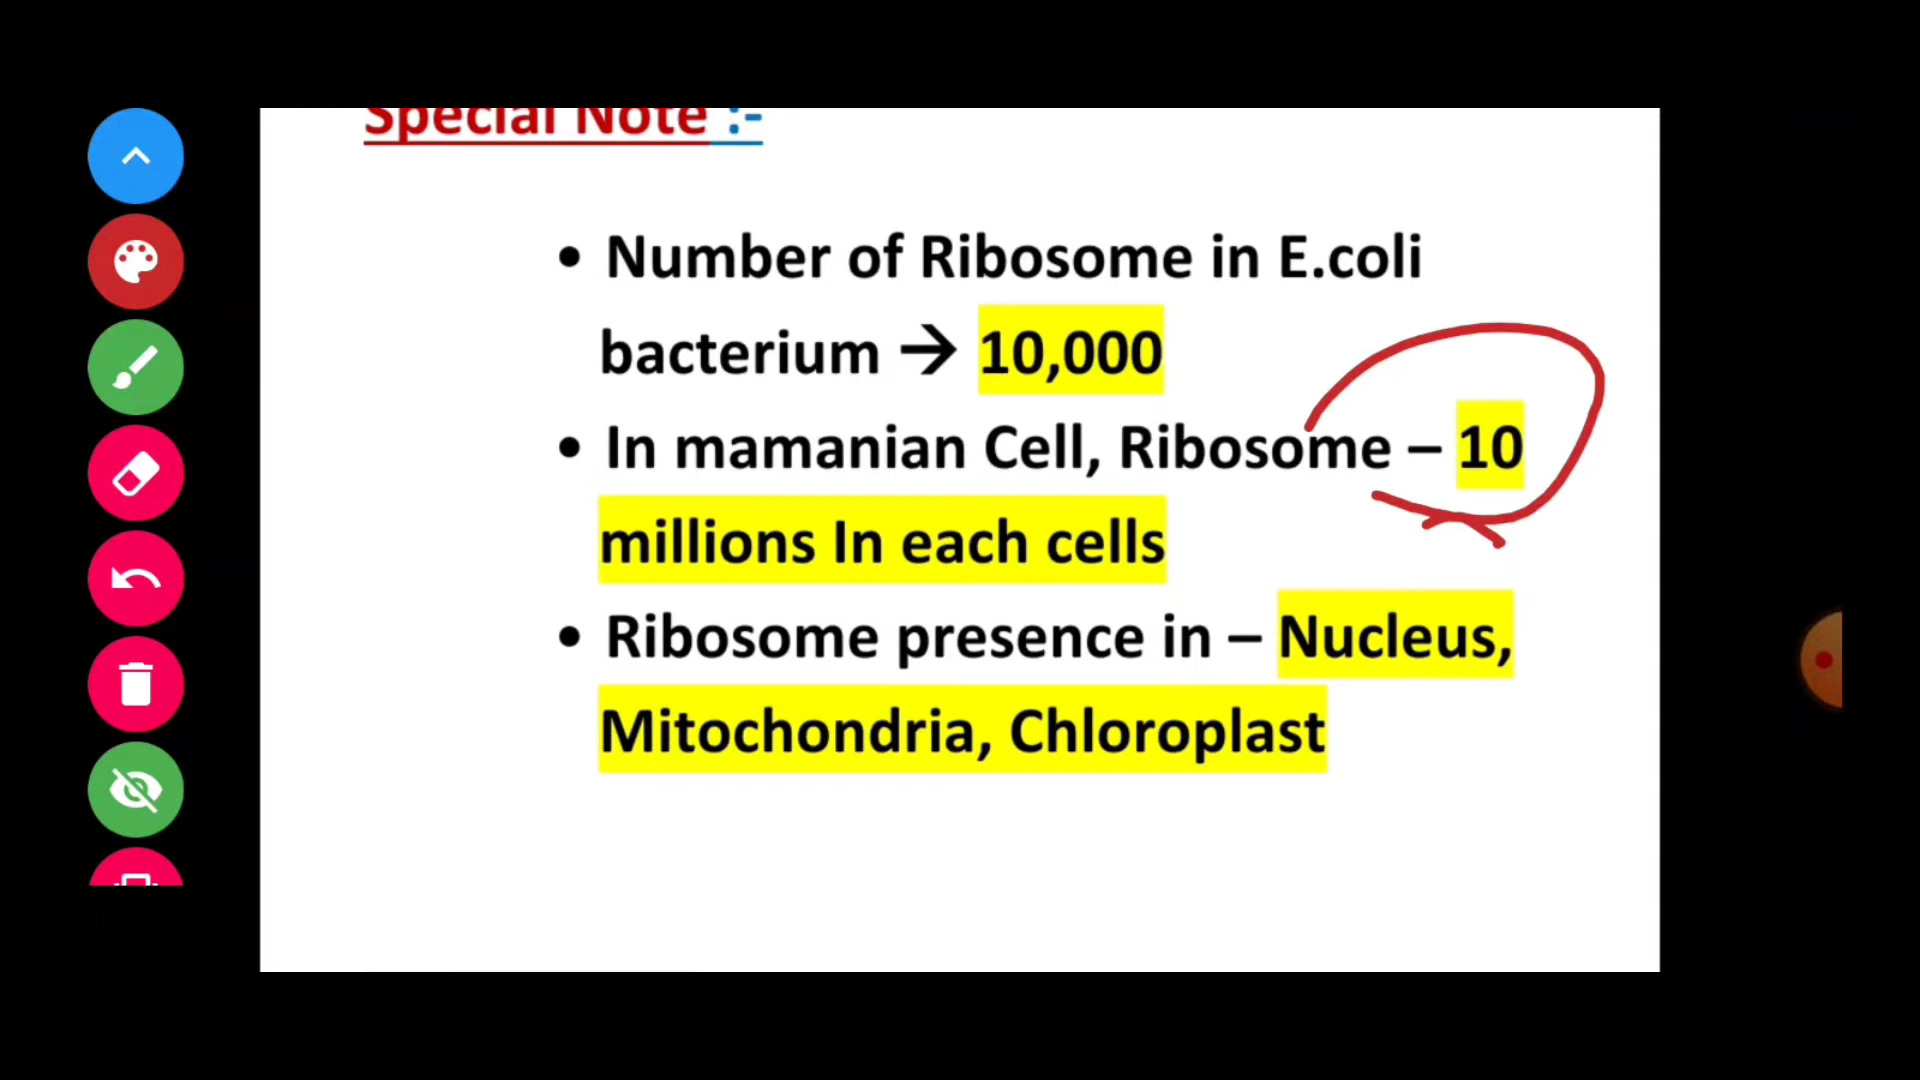 Special Note :-
• Number of Ribosome in E.coli
bacterium → 10,000
• In mamanian Cell, Ribosome – 10
millions In each cells
• Ribosome presence in – Nucleus,
Mitochondria, Chloroplast